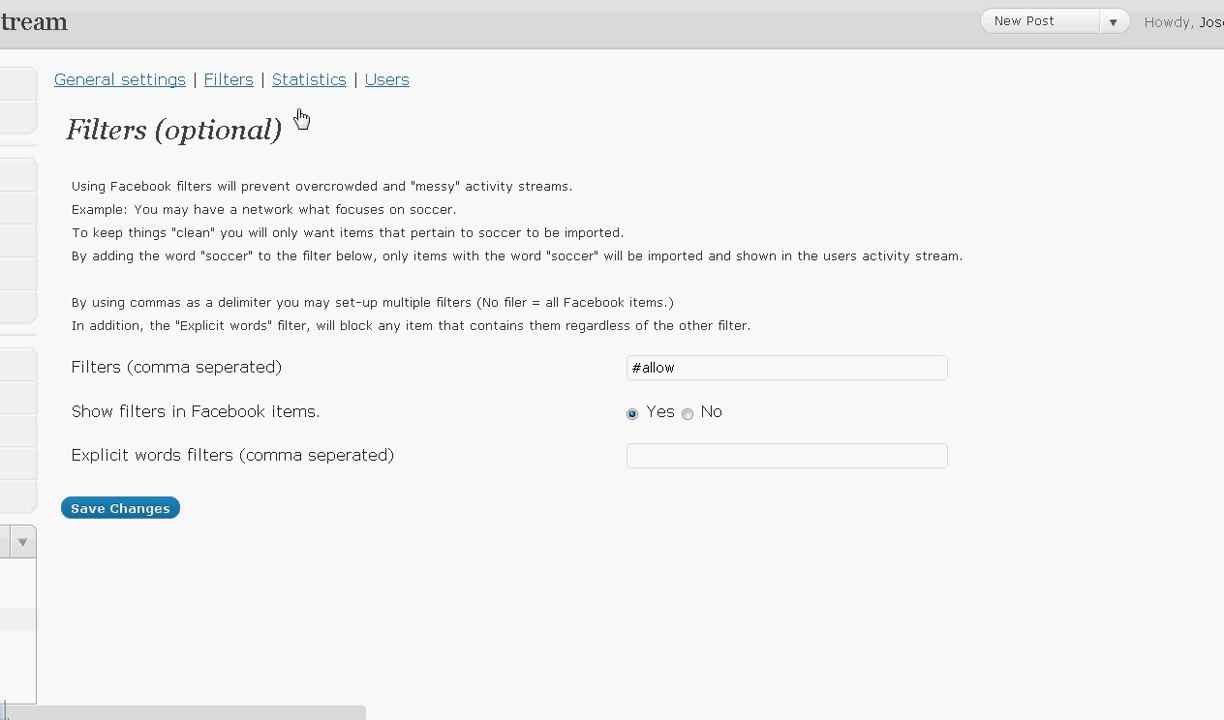 tream
New Post
Howdy,
General settings | Filters | Statistics | Users
Filters (optional)
Using Facebook filters will prevent overcrowded and "messy" activity streams.
Example: You may have a network what focuses on soccer.
To keep things "clean" you will only want items that pertain to soccer to be imported.
By adding the word "soccer" to the filter below, only items with the word "soccer" will be imported and shown in the users activity stream.
By using commas as a delimiter you may set-up multiple filters (No filer = all Facebook items.)
In addition, the "Explicit words" filter, will block any item that contains them regardless of the other filter.
Filters (comma seperated)
#allow
Show filters in Facebook items.
Yes No
Explicit words filters (comma seperated)
Save Changes